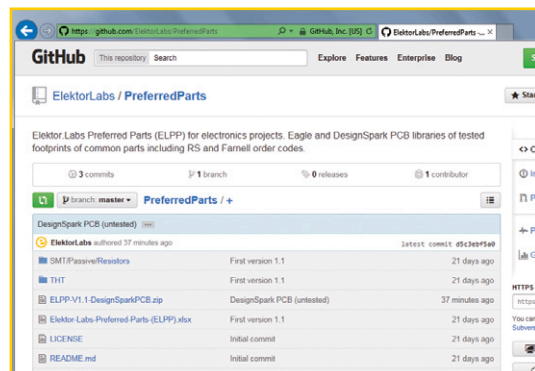 https://github.com/ElektorLabs/PreferredParts
GitHub, Inc. [US]
ElektorLabs/PreferredParts -...
GitHub
This repository
Search
Explore Features Enterprise Blog
ElektorLabs / PreferredParts
Star
Elektor.Labs Preferred Parts (ELPP) for electronics projects. Eagle and DesignSpark PCB libraries of tested
footprints of common parts including RS and Farnell order codes.
3 commits
1 branch
0 releases
1 contributor
branch: master
PreferredParts / +
DesignSpark PCB (untested) ...
ElektorLabs authored 37 minutes ago
latest commit d5c3ebf5a0
SMT/Passive/Resistors First version 1.1 21 days ago
THT First version 1.1 21 days ago
ELPP-V1.1-DesignSparkPCB.zip DesignSpark PCB (untested) 37 minutes ago
Elektor-Labs-Preferred-Parts-(ELPP).xlsx First version 1.1 21 days ago
LICENSE Initial commit 21 days ago
README.md Initial commit 21 days ago
HTTPS
https
You can
Subvers